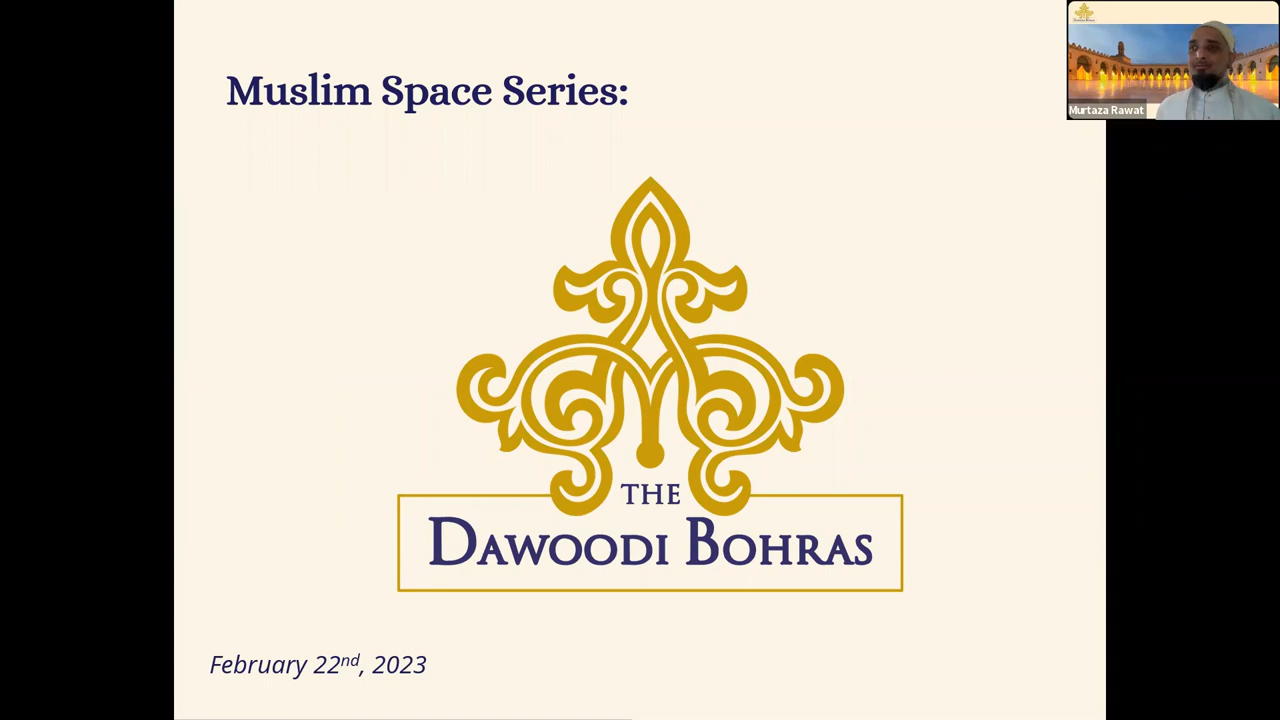 Muslim Space Series:
Murtaza Rawat
THE
DAWOODI BOHRAS
February 22nd, 2023